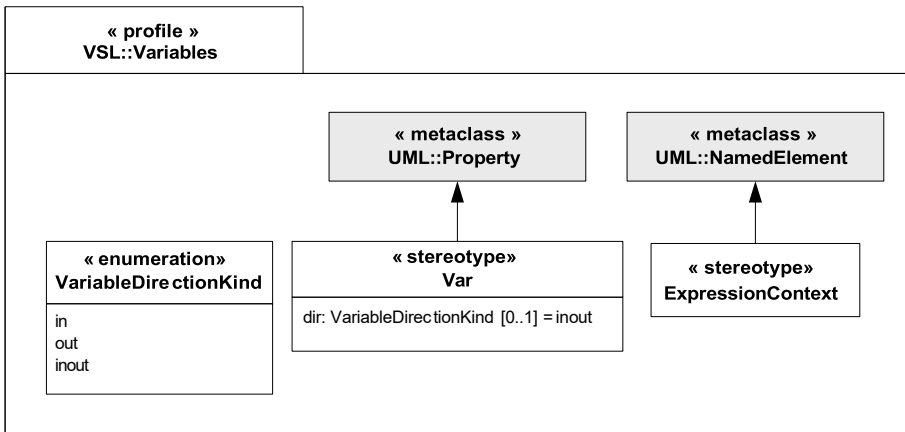 « profile »
VSL::Variables
« metaclass »
UML::Property
« metaclass »
UML::NamedElement
« enumeration»
VariableDirectionKind
in
out
inout
« stereotype»
Var
dir: VariableDirectionKind [0..1] = inout
« stereotype»
ExpressionContext